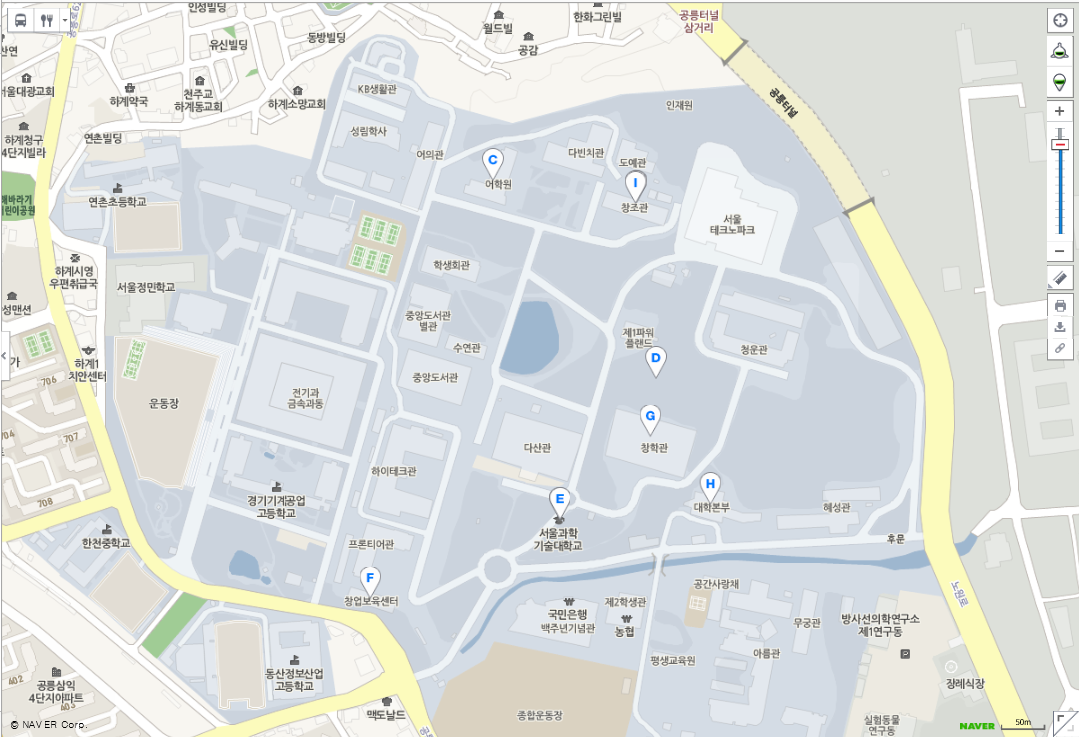 인정빌딩
월드빌
한화그린빌
공릉터널
삼거리
유신빌딩
동방빌딩
공감
서울대광교회
하계약국
천주교
하계동교회
하계소망교회
KB생활관
인재원
공릉터널
하계청구
4단지빌라
연촌빌딩
성림학사
어의관
C
어학원
다빈치관
도예관
I
창조관
연촌초등학교
서울
테크노파크
하계시영
우편취급국
서울정민학교
학생회관
성맨션
중앙도서관
별관
수연관
제1파워
플랜드
청운관
D
하계1
치안센터
중앙도서관
706
운동장
전기과
금속과동
G
창학관
다산관
704
707
708
하이테크관
경기기계공업
고등학교
H
대학본부
혜성관
E
서울과학
기술대학교
후문
한천중학교
프론티어관
F
창업보육센터
공간사랑채
노원로
국민은행
백주년기념관
제2학생관
농협
무궁관
방사선의학연구소
제1연구동
아름관
평생교육원
동산정보산업
고등학교
402
공릉삼익
4단지아파트
403
장례식장
맥도날드
종합운동장
실험동물
연구동
© NAVER Corp.
NAVER
50m